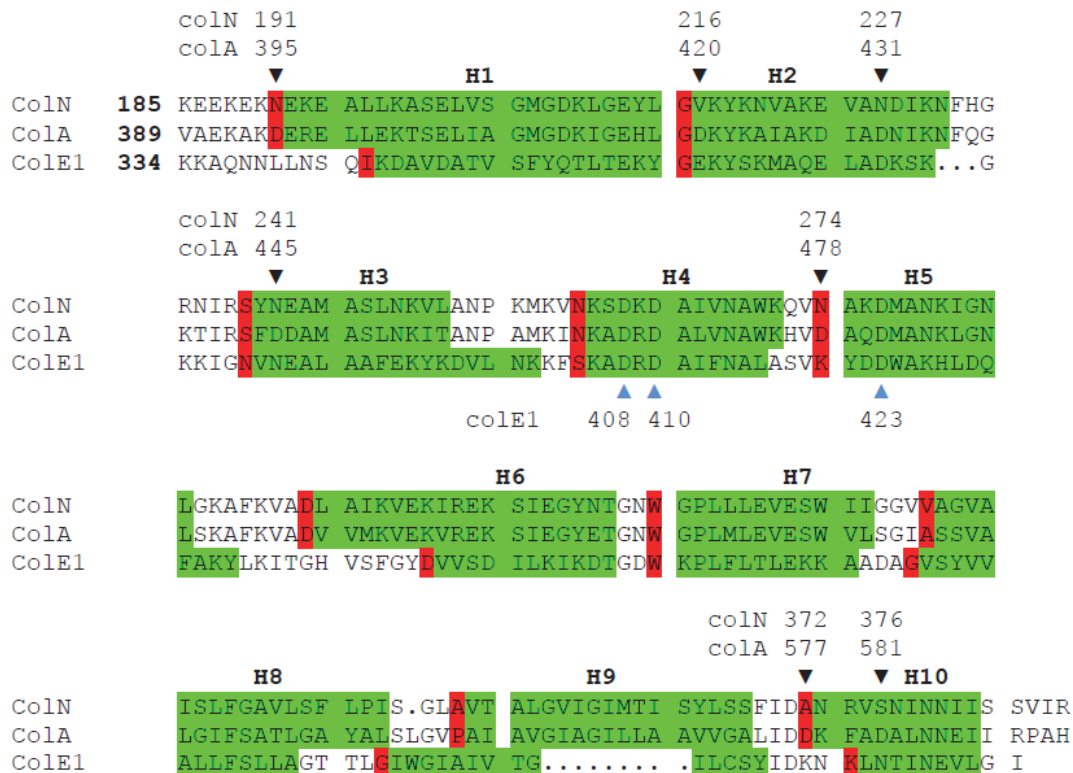 colN 191 216 227
colA 395 420 431
▼ H1 ▼ H2 ▼
ColN 185 KEEKEKNEKE ALLKASELVS GMGDKLGEYL GVKYKNVAKE VANDIKNFHG
ColA 389 VAEKAKDERE LLEKTSELIA GMGDKIGEHL GDKYKAIAKD IADNIKNFQG
ColE1 334 KKAQNNLLNS QIKDAVDATV SFYQTLTEKY GEKYSKMAQE LADKSK...G
colN 241 274
colA 445 478
▼ H3 H4 ▼ H5
ColN RNIRSYNEAM ASLNKVLANP KMKVNKSDKD AIVNAWKQVN AKDMANKIGN
ColA KTIRSFDDAM ASLNKITANP AMKINKADRD ALVNAWKHVD AQDMANKLGN
ColE1 KKIGNVNEAL AAFEKYKDVL NKKFSKADRD AIFNALASVK YDDWAKHLDQ
▲ ▲ ▲
colE1 408 410 423
H6 H7
ColN LGKAFKVADL AIKVEKIREK SIEGYNTGNW GPLLLEVESW IIGGVVAGVA
ColA LSKAFKVADV VMKVEKVREK SIEGYETGNW GPLMLEVESW VLSGIASSVA
ColE1 FAKYLKITGH VSFGYDVVSD ILKIKDTGDW KPLFLTLEKK AADAGVSYVV
colN 372 376
colA 577 581
H8 H9 ▼ ▼ H10
ColN ISLFGAVLSF LPIS.GLAVT ALGVIGIMTI SYLSSFIDAN RVSNINNIIS SVIR
ColA LGIFSATLGA YALSLGVPAI AVGIAGILLA AVVGALIDDK FADALNNEII RPAH
ColE1 ALLFSLLAGT TLGIWGIAIV TG........ .ILCSYIDKN KLNTINEVLG I